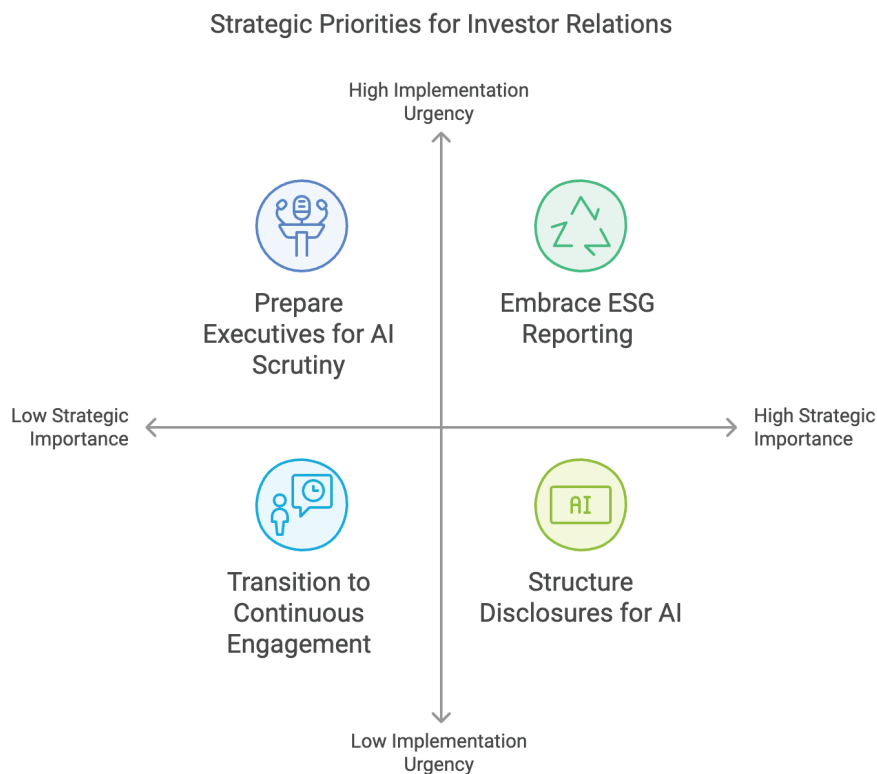 Strategic Priorities for Investor Relations
High Implementation
Urgency
Prepare
Executives for AI
Scrutiny
Embrace ESG
Reporting
Low Strategic
Importance
High Strategic
Importance
AI
Transition to
Continuous
Engagement
Structure
Disclosures for AI
Low Implementation
Urgency